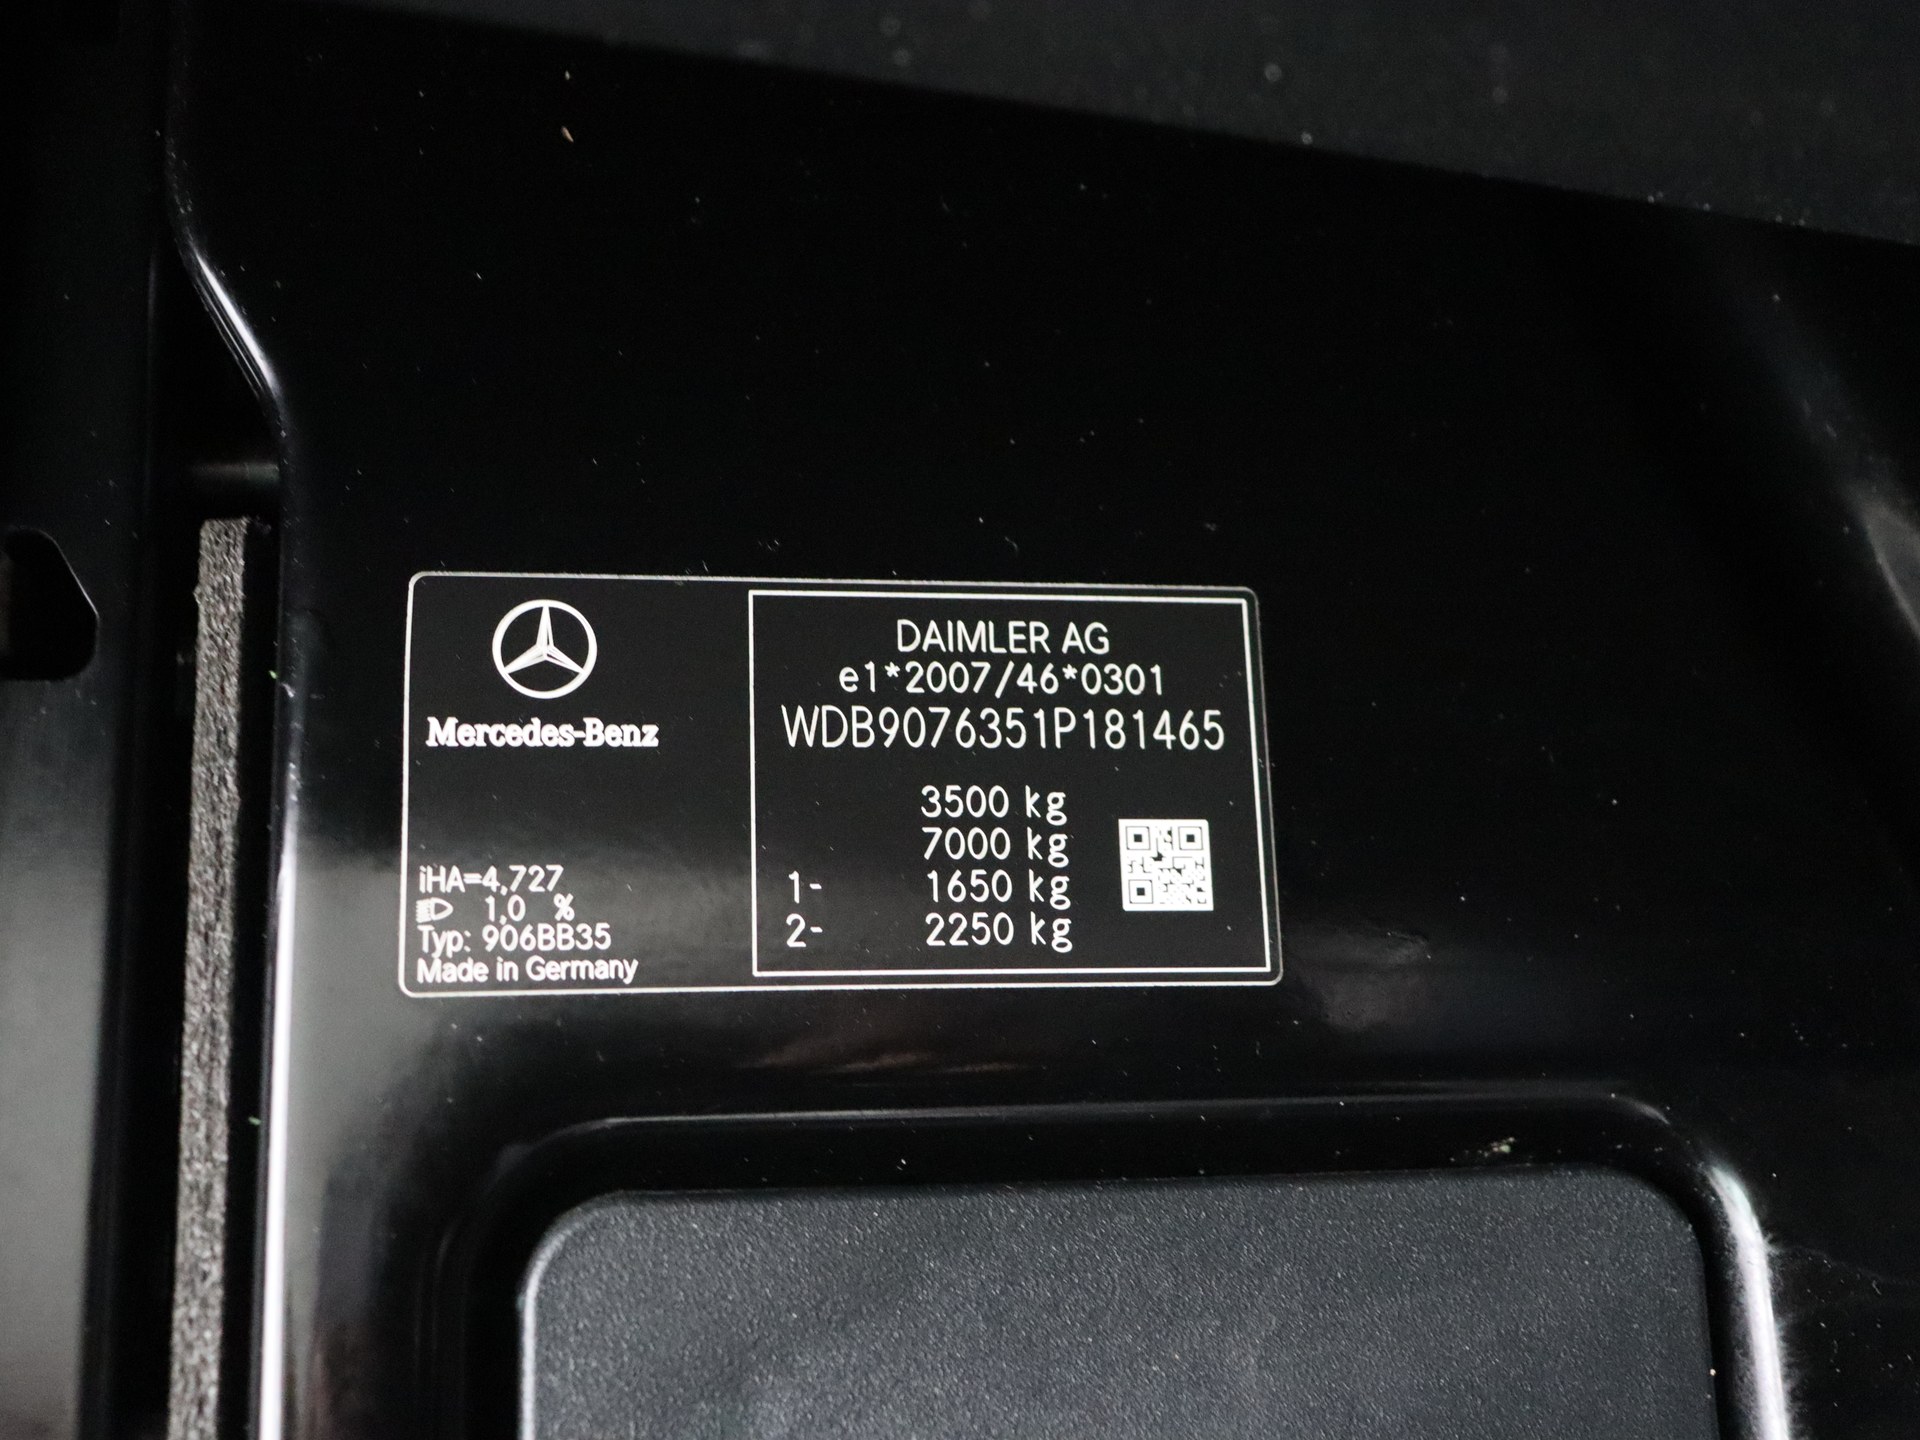 Mercedes-Benz
iHA=4,727
1,0 %
Typ: 906BB35
Made in Germany
DAIMLER AG
e1*2007/46*0301
WDB9076351P181465
3500 kg
7000 kg
1- 1650 kg
2- 2250 kg